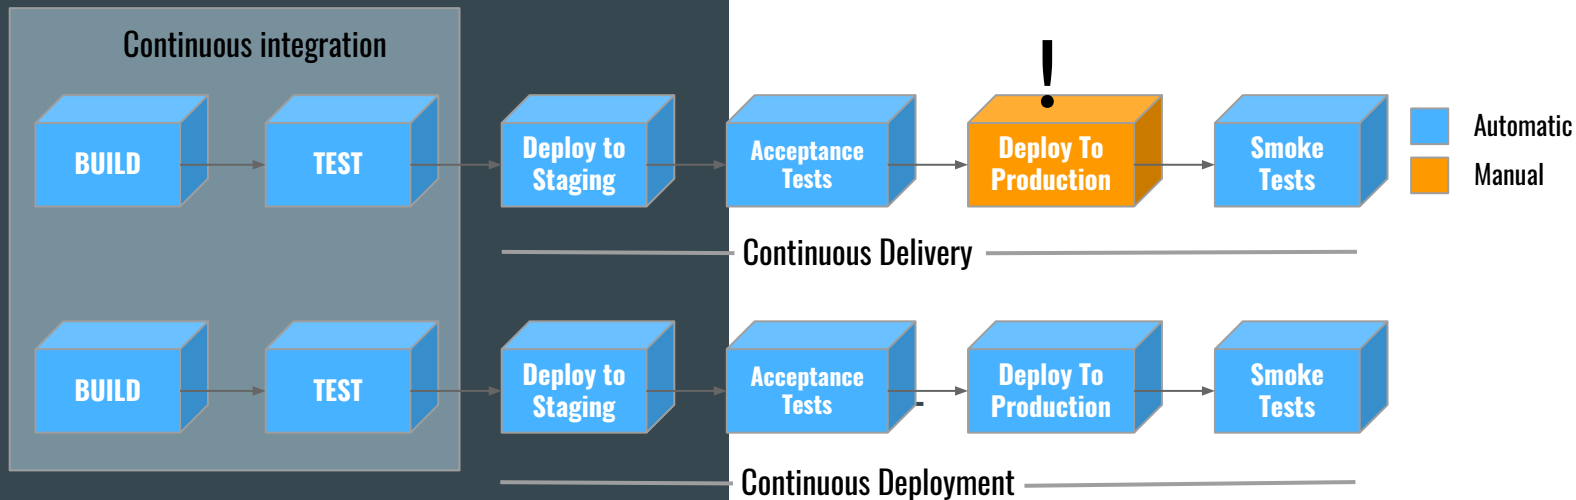 Continuous integration
!
BUILD
TEST
Deploy to
Staging
Acceptance
Tests
Deploy To
Production
Smoke
Tests
Automatic
Manual
Continuous Delivery
BUILD
TEST
Deploy to
Staging
Acceptance
Tests
Deploy To
Production
Smoke
Tests
Continuous Deployment